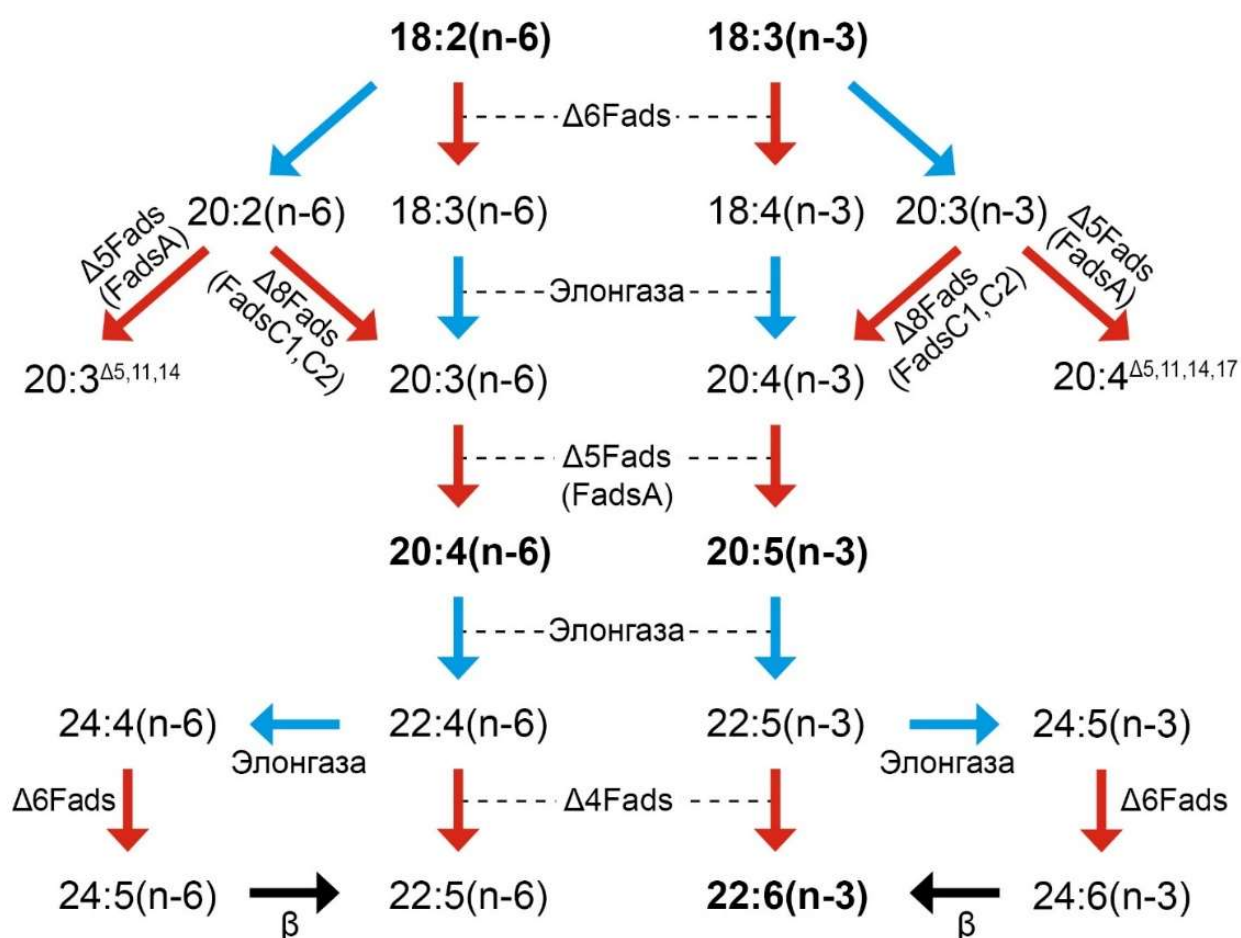 18:2(n-6) 18:3(n-3)
Δ6Fads
20:2(n-6) 18:3(n-6) 18:4(n-3) 20:3(n-3)
Δ5Fads
(FadsA)
Δ8Fads
(FadsC1,C2)
Элонгаза
Δ8Fads
(FadsC1,C2)
Δ5Fads
(FadsA)
20:3^Δ5,11,14 20:3(n-6) 20:4(n-3) 20:4^Δ5,11,14,17
Δ5Fads
(FadsA)
20:4(n-6) 20:5(n-3)
Элонгаза
24:4(n-6) 22:4(n-6) 22:5(n-3) 24:5(n-3)
Элонгаза Элонгаза
Δ6Fads Δ4Fads Δ6Fads
24:5(n-6) 22:5(n-6) 22:6(n-3) 24:6(n-3)
β β